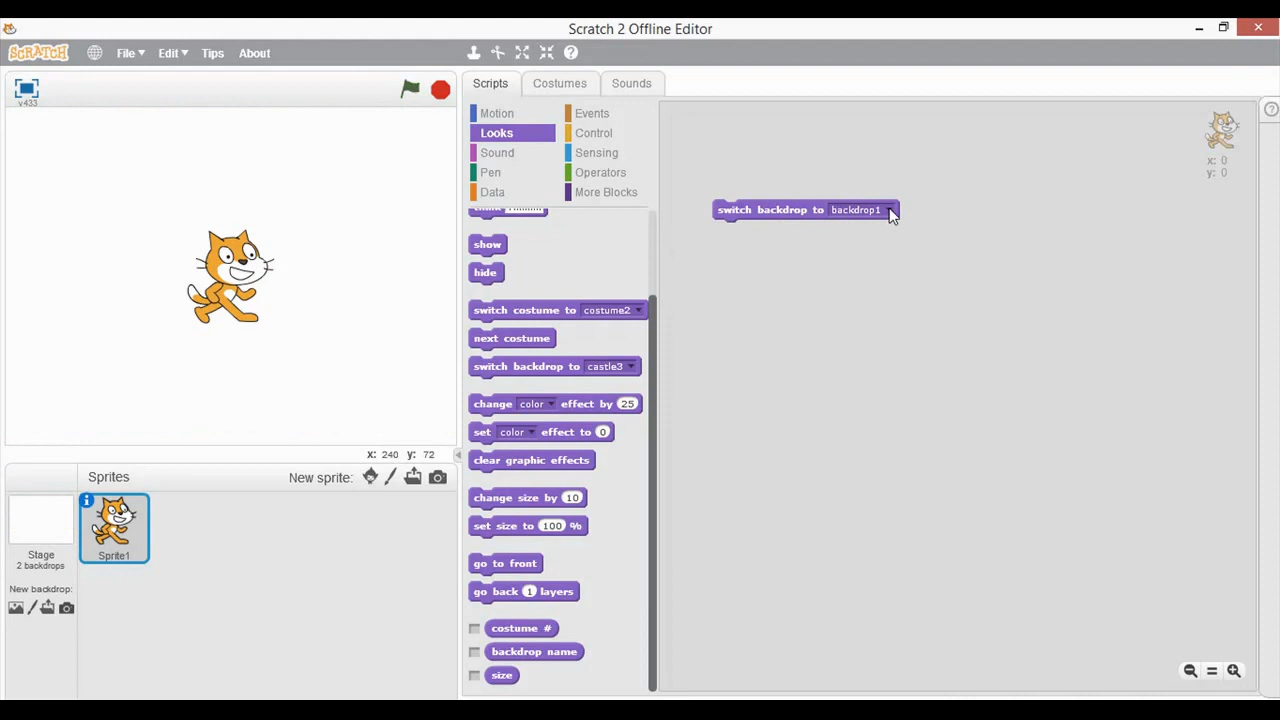 Scratch 2 Offline Editor
SCRATCH File Edit Tips About
v433
Scripts Costumes Sounds
Motion Events
Looks Control
Sound Sensing
Pen Operators
Data More Blocks
show
hide
switch costume to costume2
next costume
switch backdrop to castle3
change color effect by 25
set color effect to 0
clear graphic effects
change size by 10
set size to 100 %
go to front
go back 1 layers
costume #
backdrop name
size
switch backdrop to backdrop1
x: 0
y: 0
x: 240 y: 72
Sprites New sprite:
Stage
2 backdrops
New backdrop:
Sprite1